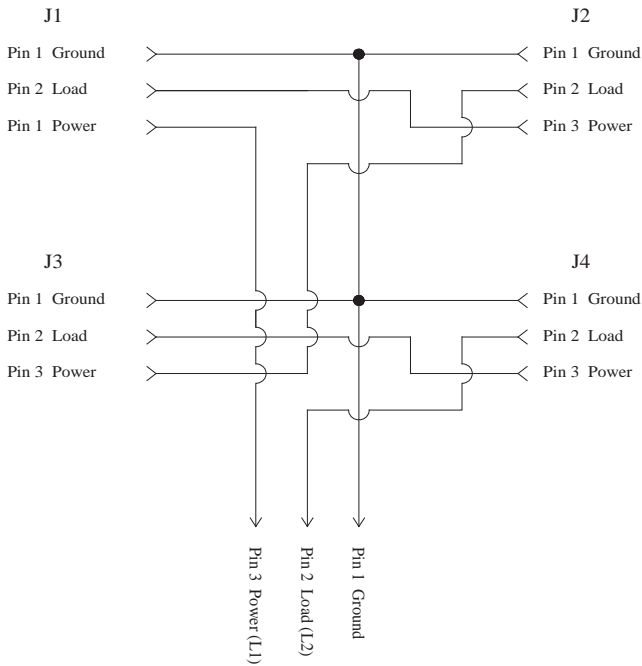 J1
J2
Pin 1 Ground
Pin 1 Ground
Pin 2 Load
Pin 2 Load
Pin 1 Power
Pin 3 Power
J3
J4
Pin 1 Ground
Pin 1 Ground
Pin 2 Load
Pin 2 Load
Pin 3 Power
Pin 3 Power
Pin 3 Power (L1)
Pin 2 Load (L2)
Pin 1 Ground